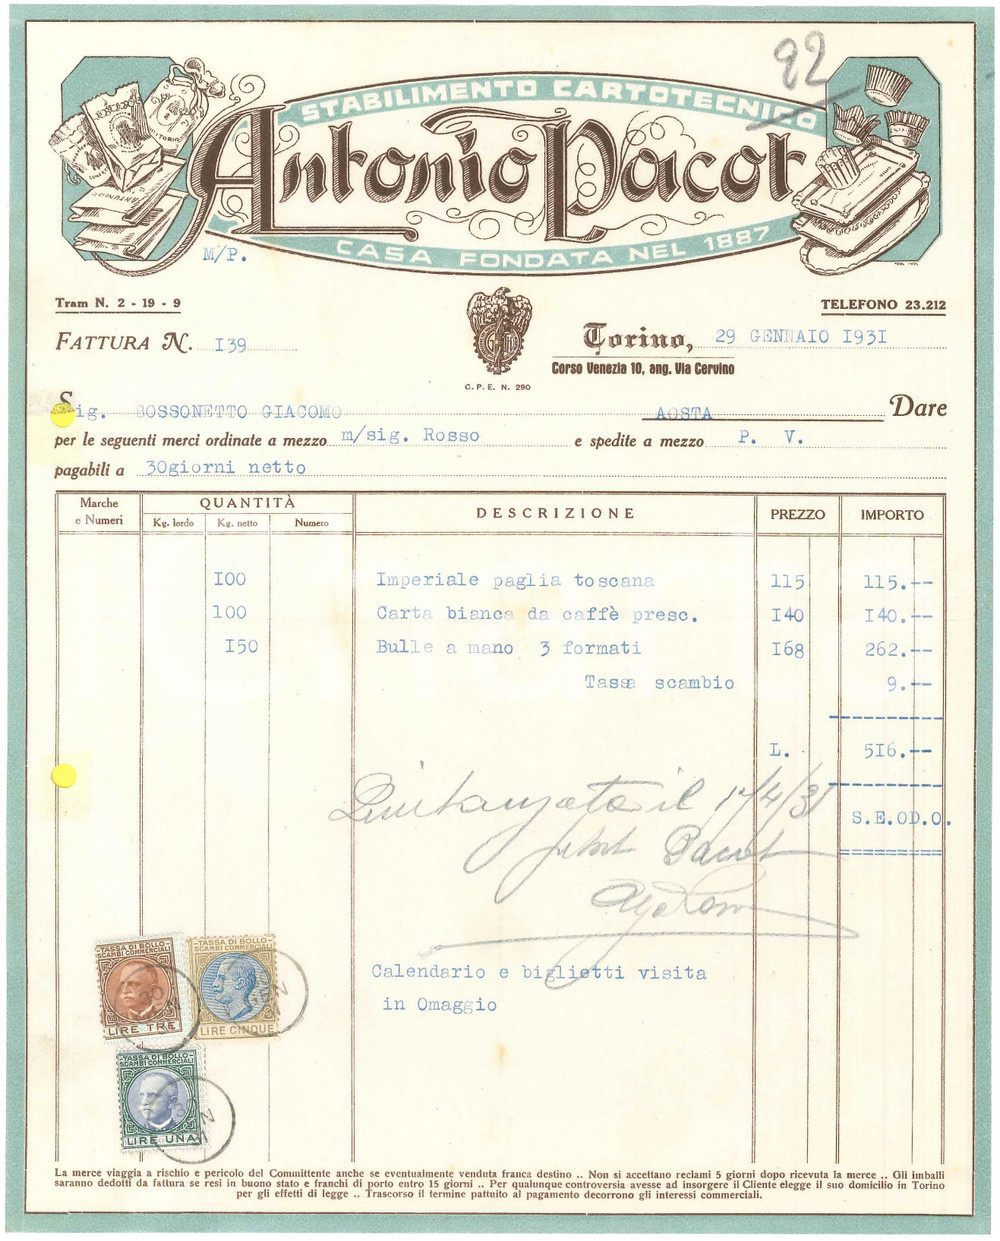 92
STABILIMENTO CARTOTECNICO
Antonio Pacot
CASA FONDATA NEL 1887
M/P.
Tram N. 2 - 19 - 9
TELEFONO 23.212
FATTURA N. I39
C. P. E. N. 290
Torino, 29 GENNAIO I931
Corso Venezia 10, ang. Via Cervino
Sig. BOSSONETTO GIACOMO AOSTA Dare
per le seguenti merci ordinate a mezzo m/sig. Rosso e spedite a mezzo P. V.
pagabili a 30giorni netto
Marche e Numeri QUANTITÀ DESCRIZIONE PREZZO IMPORTO
Kg. lordo Kg. netto Numero
I00 Imperiale paglia toscana 115 115.--
100 Carta bianca da caffè presc. I40 I40.--
I50 Bulle a mano 3 formati I68 262.--
Tassa scambio 9.--
L. 5I6.--
Quitanzata il 17/4/31
S.E.OD.O.
Pacot
Calendario e biglietti visita
in Omaggio
TASSA DI BOLLO
SCAMBI COMMERCIALI
LIRE TRE
TASSA DI BOLLO
SCAMBI COMMERCIALI
LIRE CINQUE
TASSA DI BOLLO
SCAMBI COMMERCIALI
LIRE UNA
La merce viaggia a rischio e pericolo del Committente anche se eventualmente venduta franca destino .. Non si accettano reclami 5 giorni dopo ricevuta la merce .. Gli imballi
saranno dedotti da fattura se resi in buono stato e franchi di porto entro 15 giorni .. Per qualunque controversia avesse ad insorgere il Cliente elegge il suo domicilio in Torino
per gli effetti di legge .. Trascorso il termine pattuito al pagamento decorrono gli interessi commerciali.